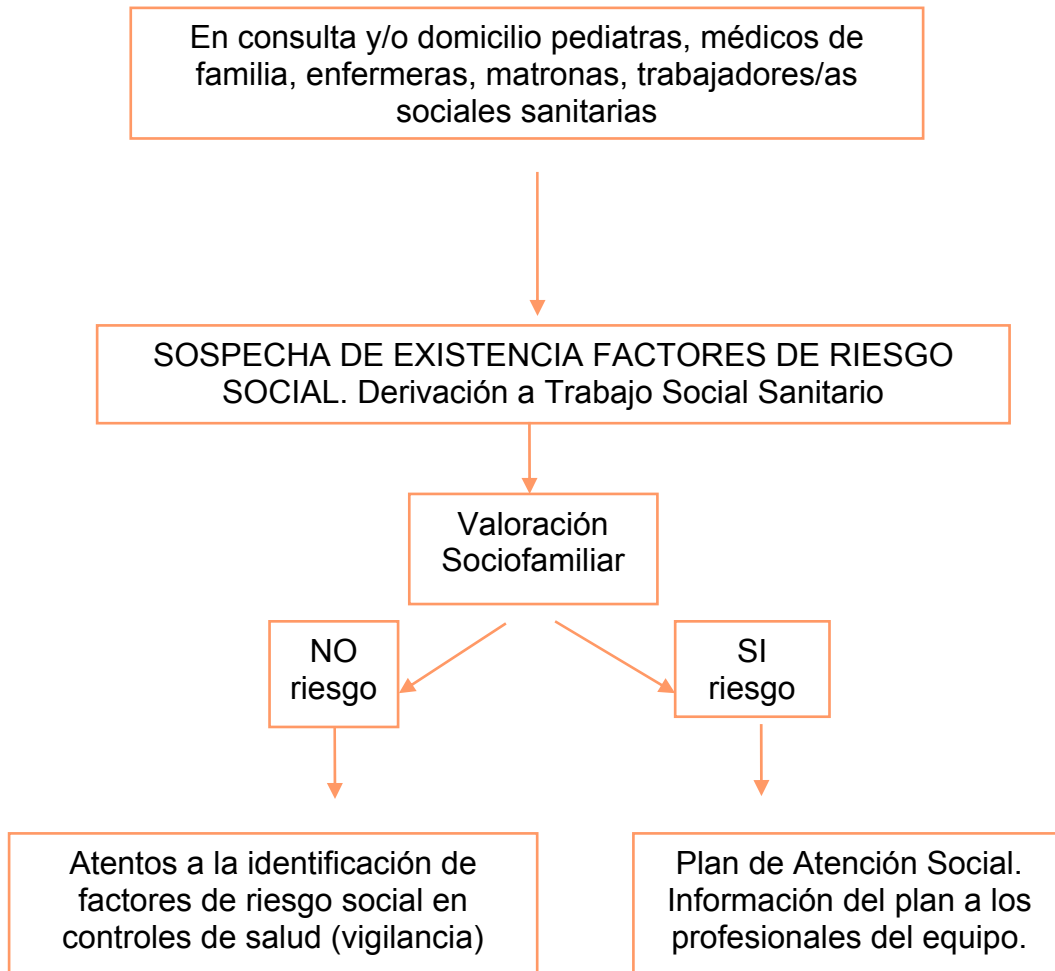 En consulta y/o domicilio pediatras, médicos de
familia, enfermeras, matronas, trabajadores/as
sociales sanitarias
SOSPECHA DE EXISTENCIA FACTORES DE RIESGO
SOCIAL. Derivación a Trabajo Social Sanitario
Valoración
Sociofamiliar
NO
riesgo
SI
riesgo
Atentos a la identificación de
factores de riesgo social en
controles de salud (vigilancia)
Plan de Atención Social.
Información del plan a los
profesionales del equipo.